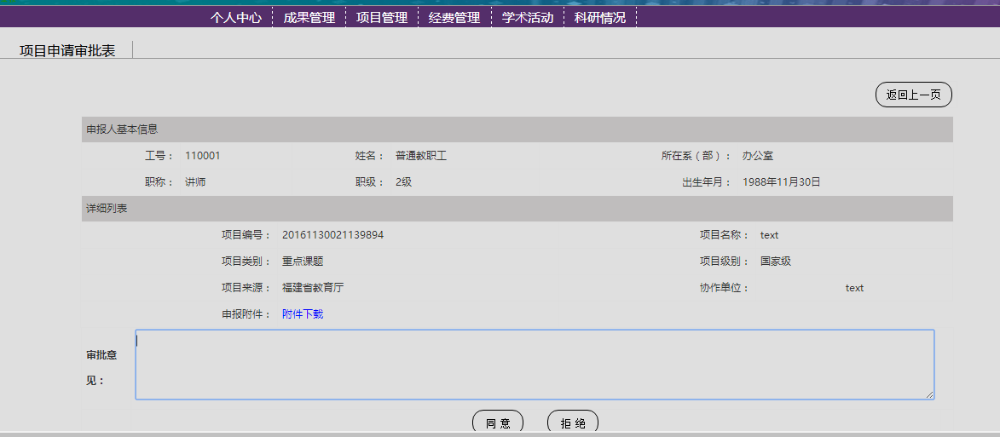 个人中心 成果管理 项目管理 经费管理 学术活动 科研情况
项目申请审批表
返回上一页
申报人基本信息
工号： 110001 姓名： 普通教职工 所在系（部）： 办公室
职称： 讲师 职级： 2级 出生年月： 1988年11月30日
详细列表
项目编号： 20161130021139894 项目名称： text
项目类别： 重点课题 项目级别： 国家级
项目来源： 福建省教育厅 协作单位： text
申报附件： 附件下载
审批意
见：
同意 拒绝